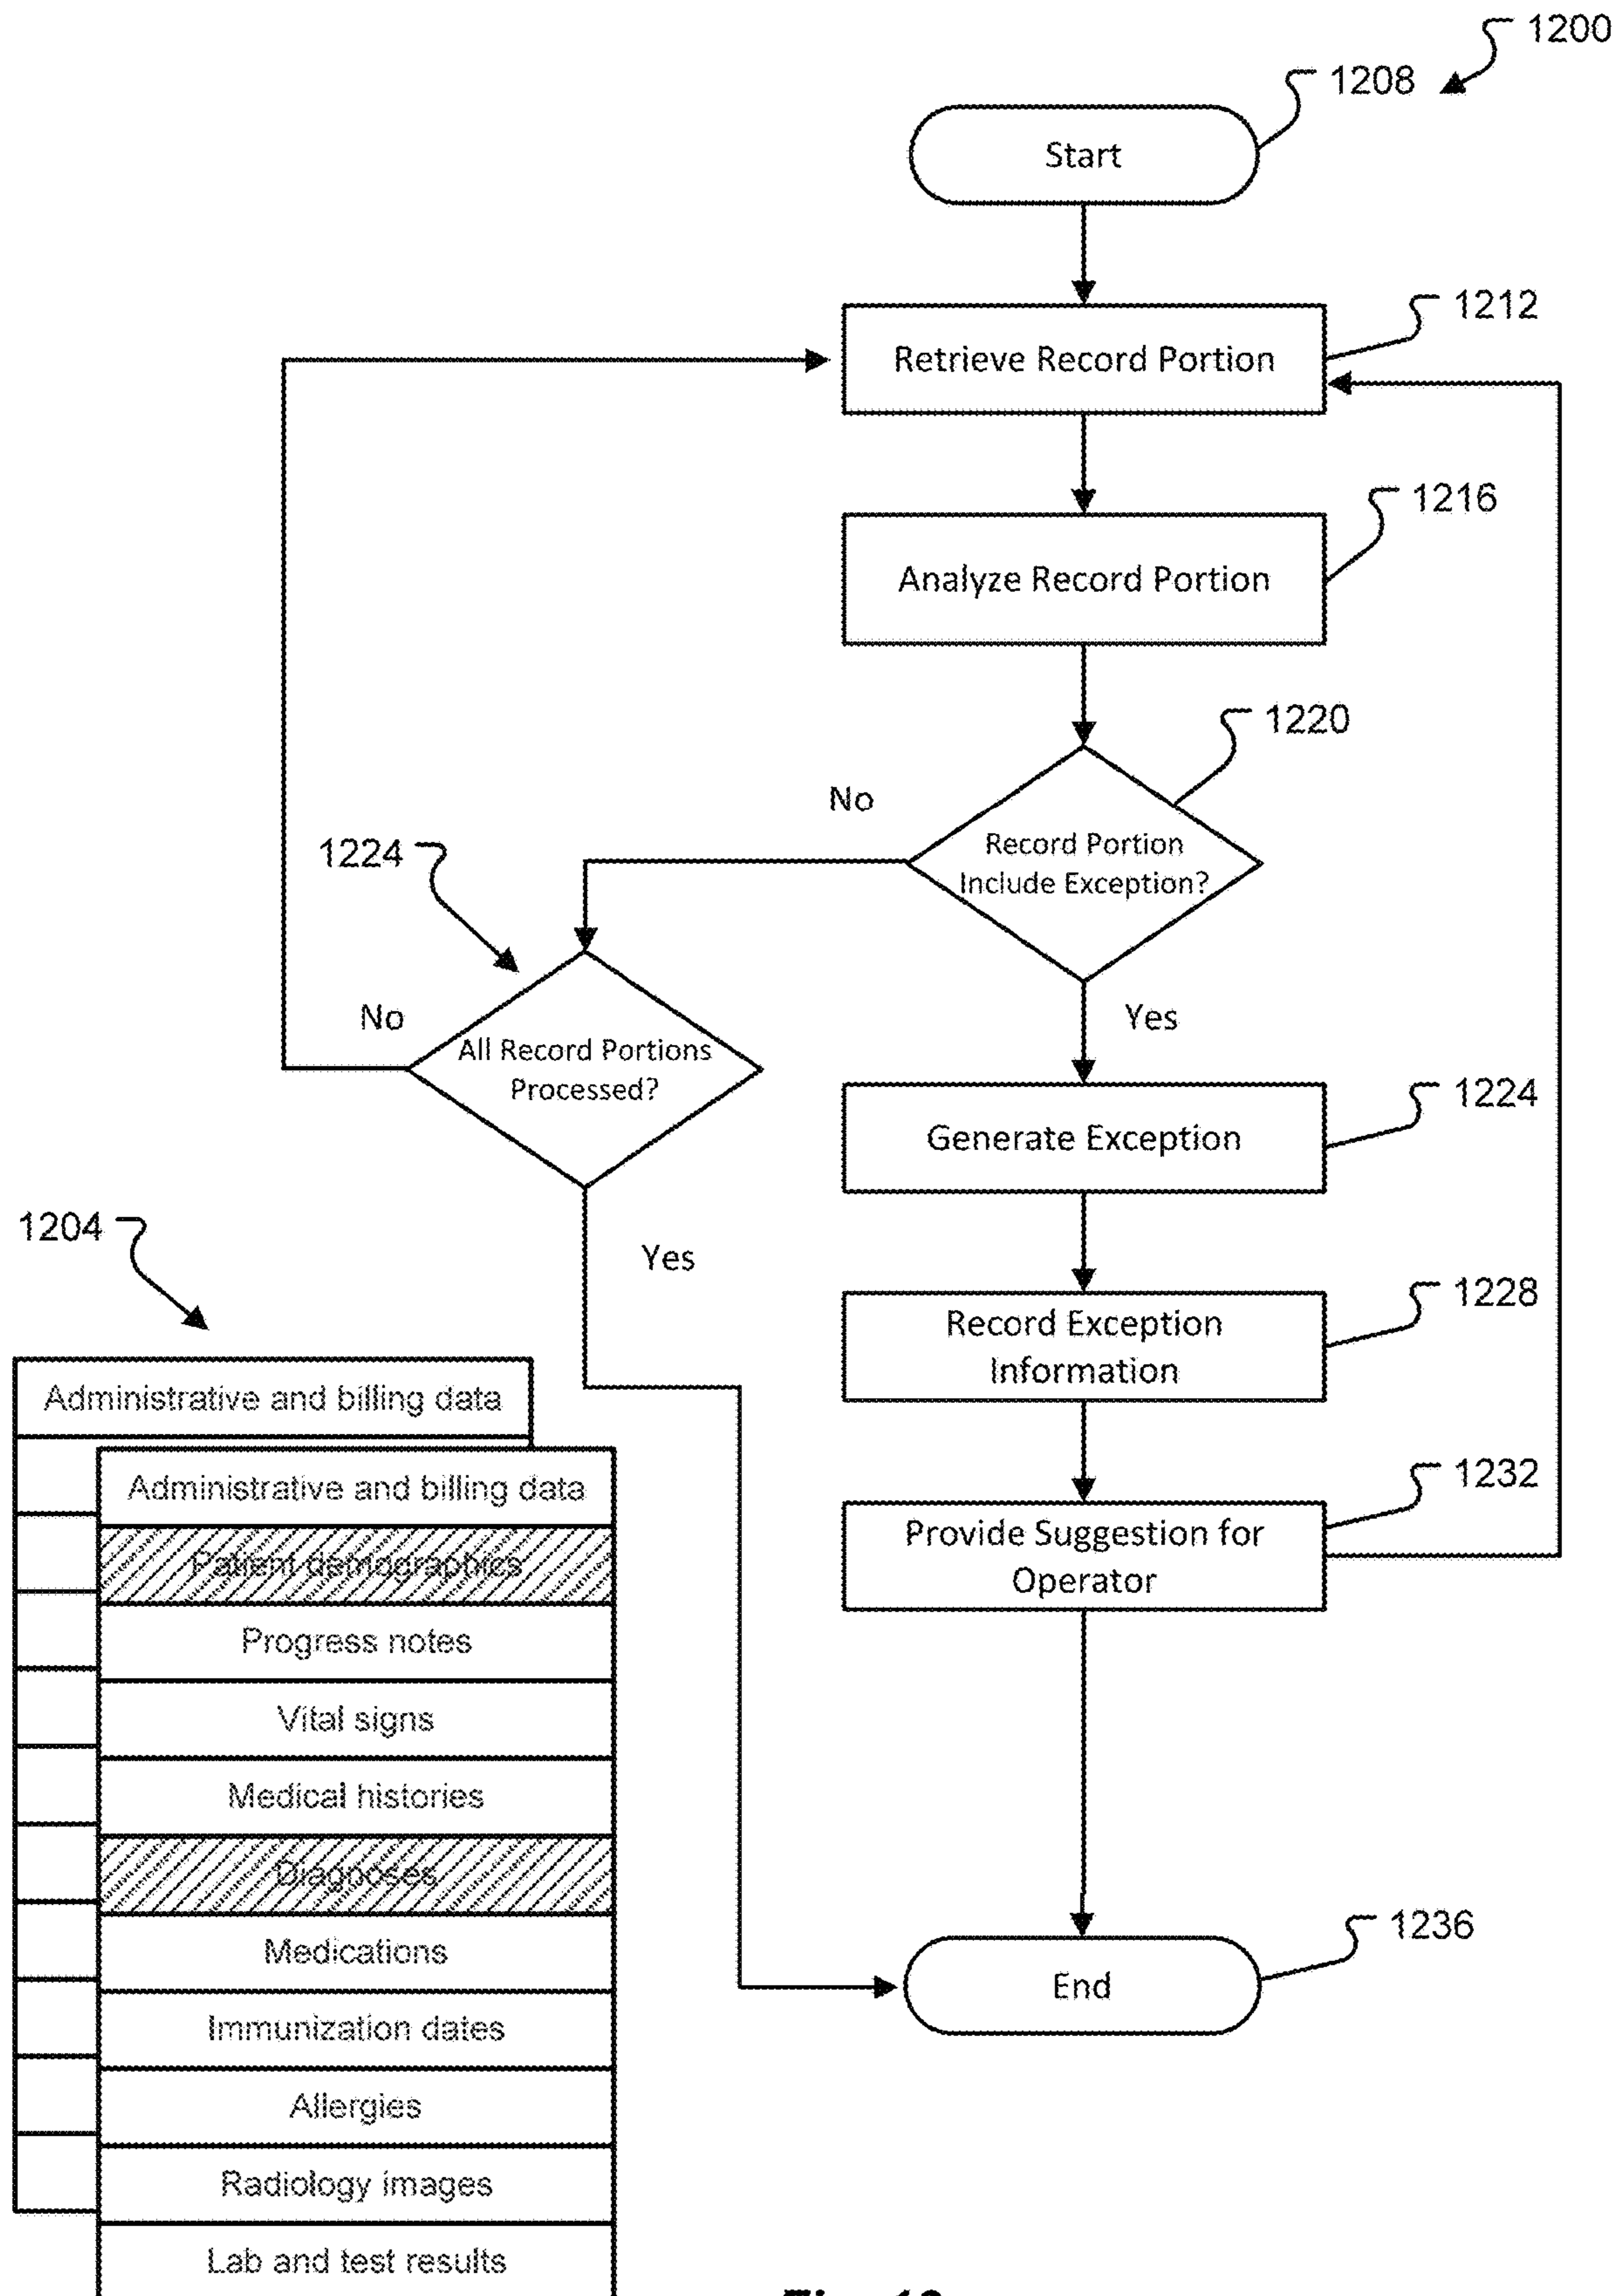 1200
1208
Start
1212
Retrieve Record Portion
1216
Analyze Record Portion
1220
No
Record Portion
Include Exception?
1224
No
Yes
All Record Portions
Processed?
1224
Generate Exception
1204
Yes
1228
Record Exception
Information
Administrative and billing data
1232
Administrative and billing data
Provide Suggestion for
Operator
Patient demographics
Progress notes
Vital signs
Medical histories
Diagnoses
1236
Medications
End
Immunization dates
Allergies
Radiology images
Lab and test results